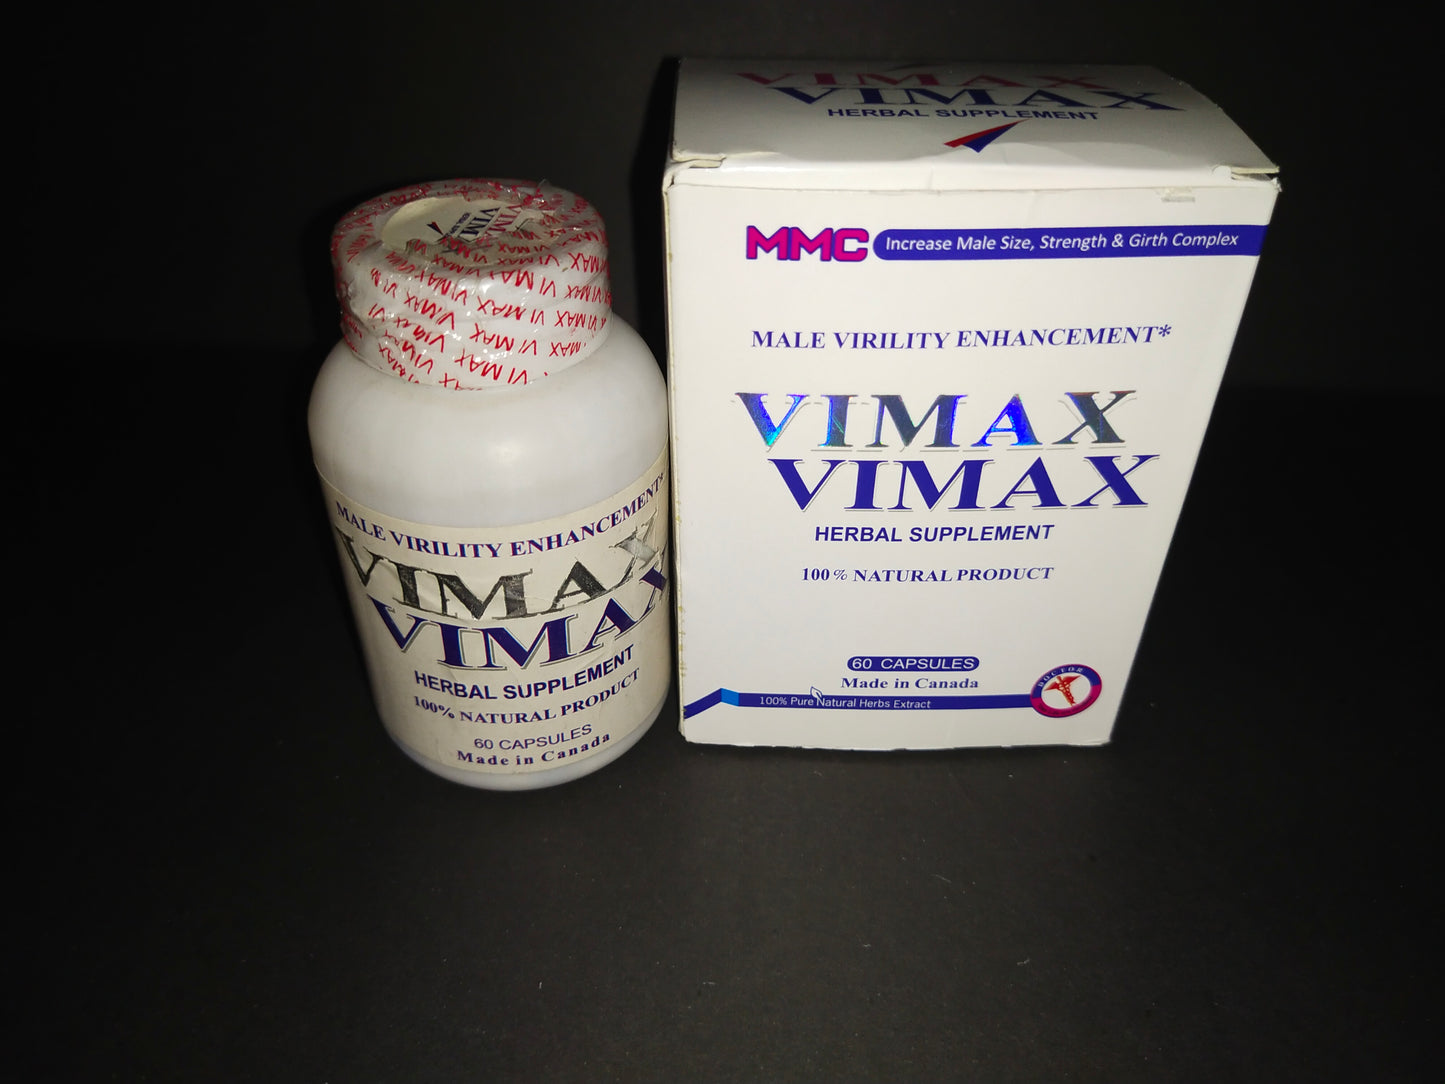 VIMAX
VIMAX
HERBAL SUPPLEMENT
MMC Increase Male Size, Strength & Girth Complex
MALE VIRILITY ENHANCEMENT*
VIMAX
VIMAX
HERBAL SUPPLEMENT
100% NATURAL PRODUCT
60 CAPSULES
Made in Canada
100% Pure Natural Herbs Extract
DOCTOR
MALE VIRILITY ENHANCEMENT*
VIMAX
VIMAX
HERBAL SUPPLEMENT
100% NATURAL PRODUCT
60 CAPSULES
Made in Canada